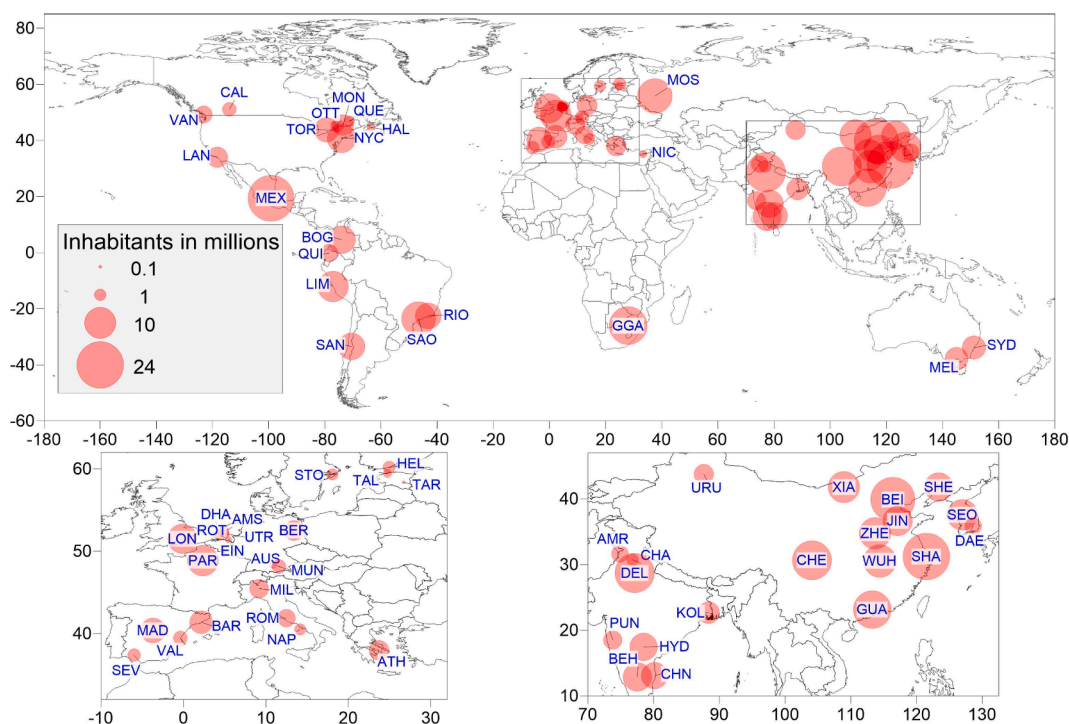 80
60
40
20
0
-20
-40
-60
-180 -160 -140 -120 -100 -80 -60 -40 -20 0 20 40 60 80 100 120 140 160 180
CAL
VAN
MON
OTT QUE
TOR HAL
NYC
LAN
MEX
BOG
QUI
LIM
RIO
SAO
SAN
MOS
NIC
GGA
SYD
MEL
Inhabitants in millions
0.1
1
10
24
60
50
40
-10 0 10 20 30
HEL
STO TAL
TAR
DHA AMS
ROT BER
LON UTR
EIN
PAR AUS
MUN
MIL
ROM
BAR
MAD NAP
VAL
ATH
SEV
40
30
20
10
70 80 90 100 110 120 130
URU XIA SHE
BEI
JIN SEO
ZHE DAE
AMR
CHA CHE WUH SHA
DEL
KOL GUA
PUN
HYD
BEH
CHN